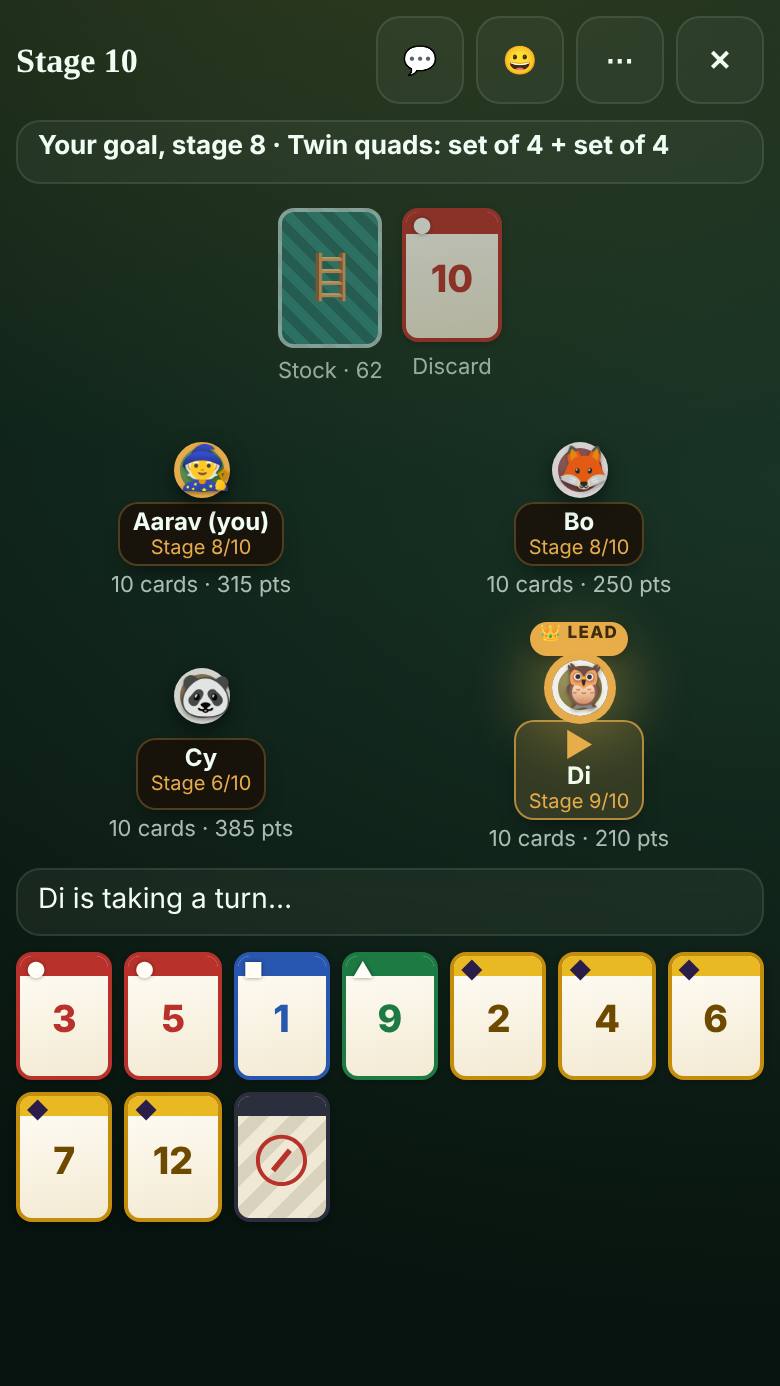 Stage 10
Your goal, stage 8 · Twin quads: set of 4 + set of 4
10
Stock · 62
Discard
Aarav (you)
Stage 8/10
10 cards · 315 pts
Bo
Stage 8/10
10 cards · 250 pts
Cy
Stage 6/10
10 cards · 385 pts
LEAD
Di
Stage 9/10
10 cards · 210 pts
Di is taking a turn...
3 5 1 9 2 4 6
7 12